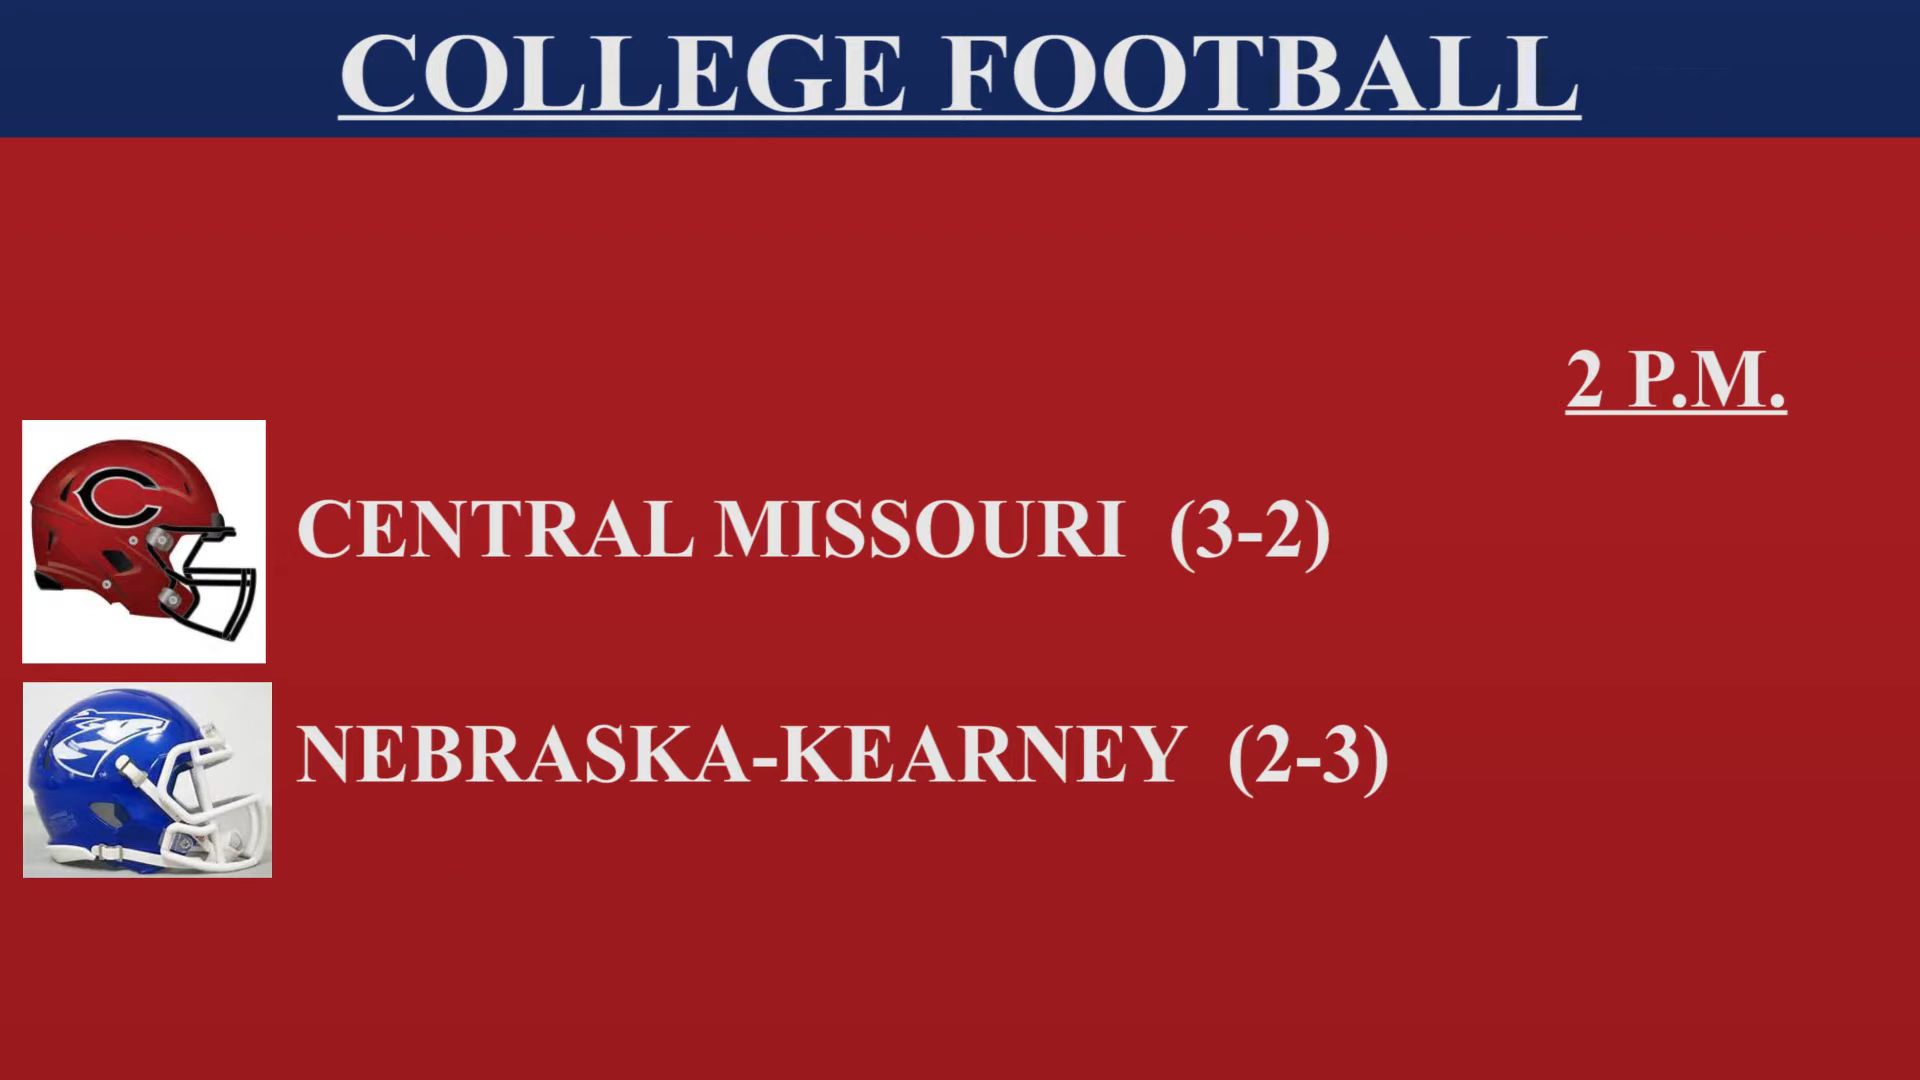 COLLEGE FOOTBALL
2 P.M.
C
CENTRAL MISSOURI (3-2)
NEBRASKA-KEARNEY (2-3)